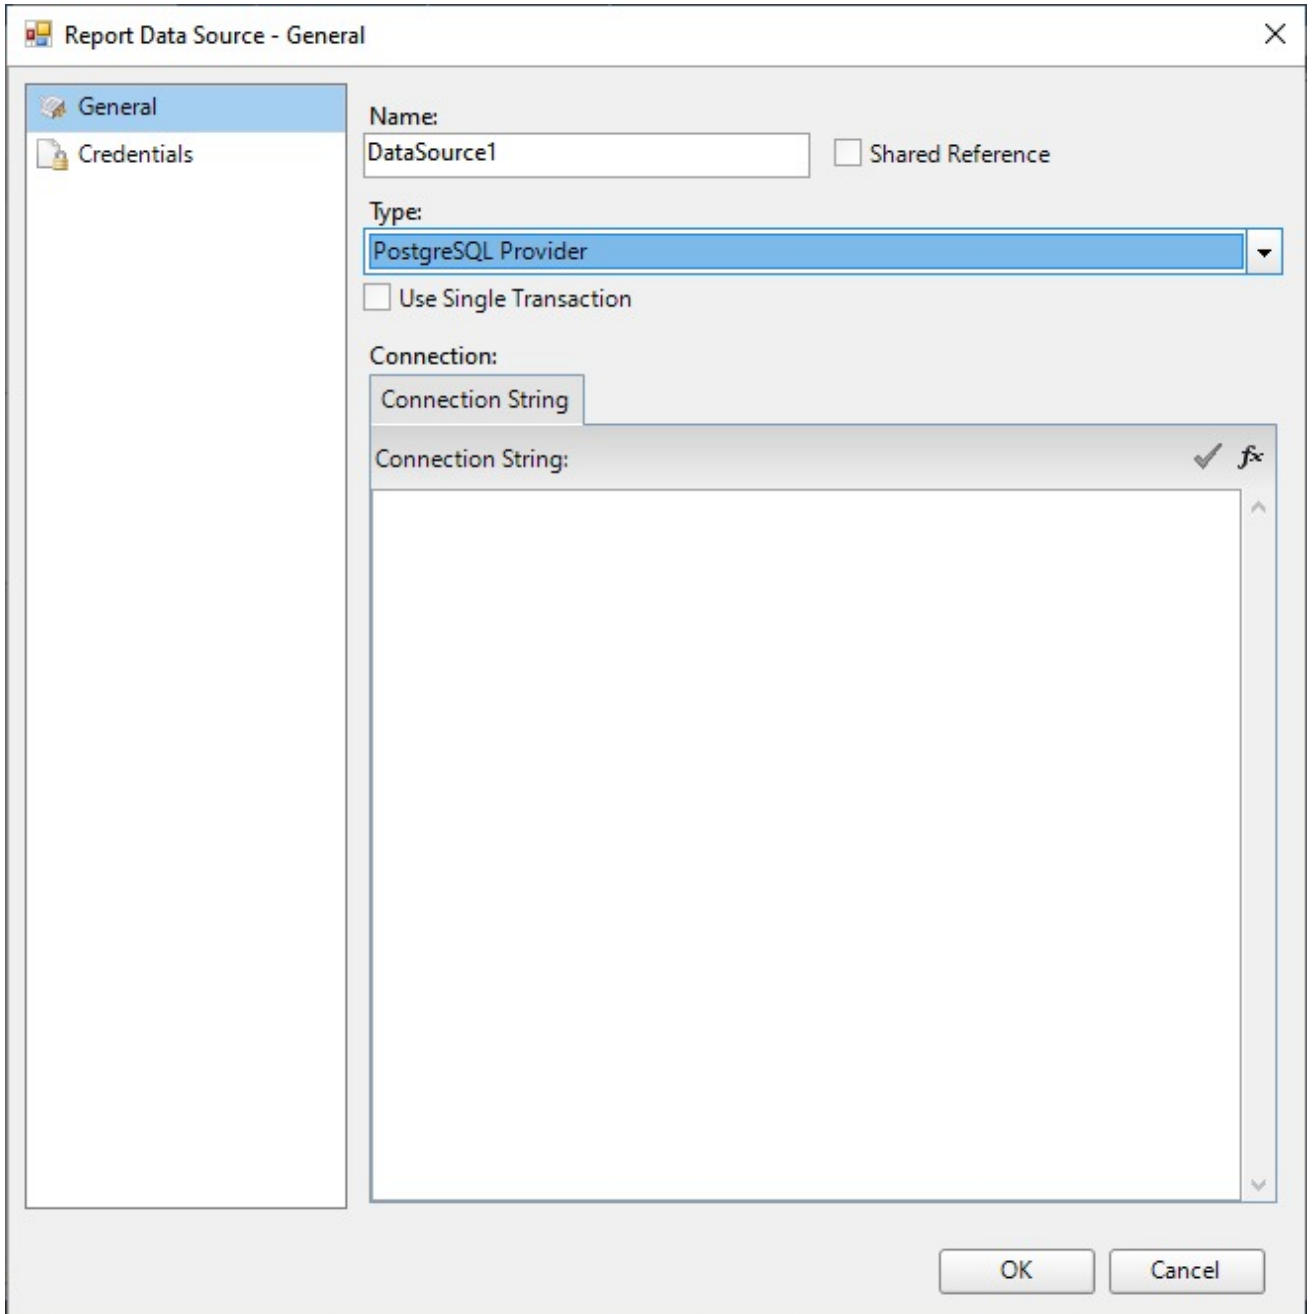 Report Data Source - General
General
Credentials
Name:
DataSource1
Shared Reference
Type:
PostgreSQL Provider
Use Single Transaction
Connection:
Connection String
Connection String:
fx
OK
Cancel